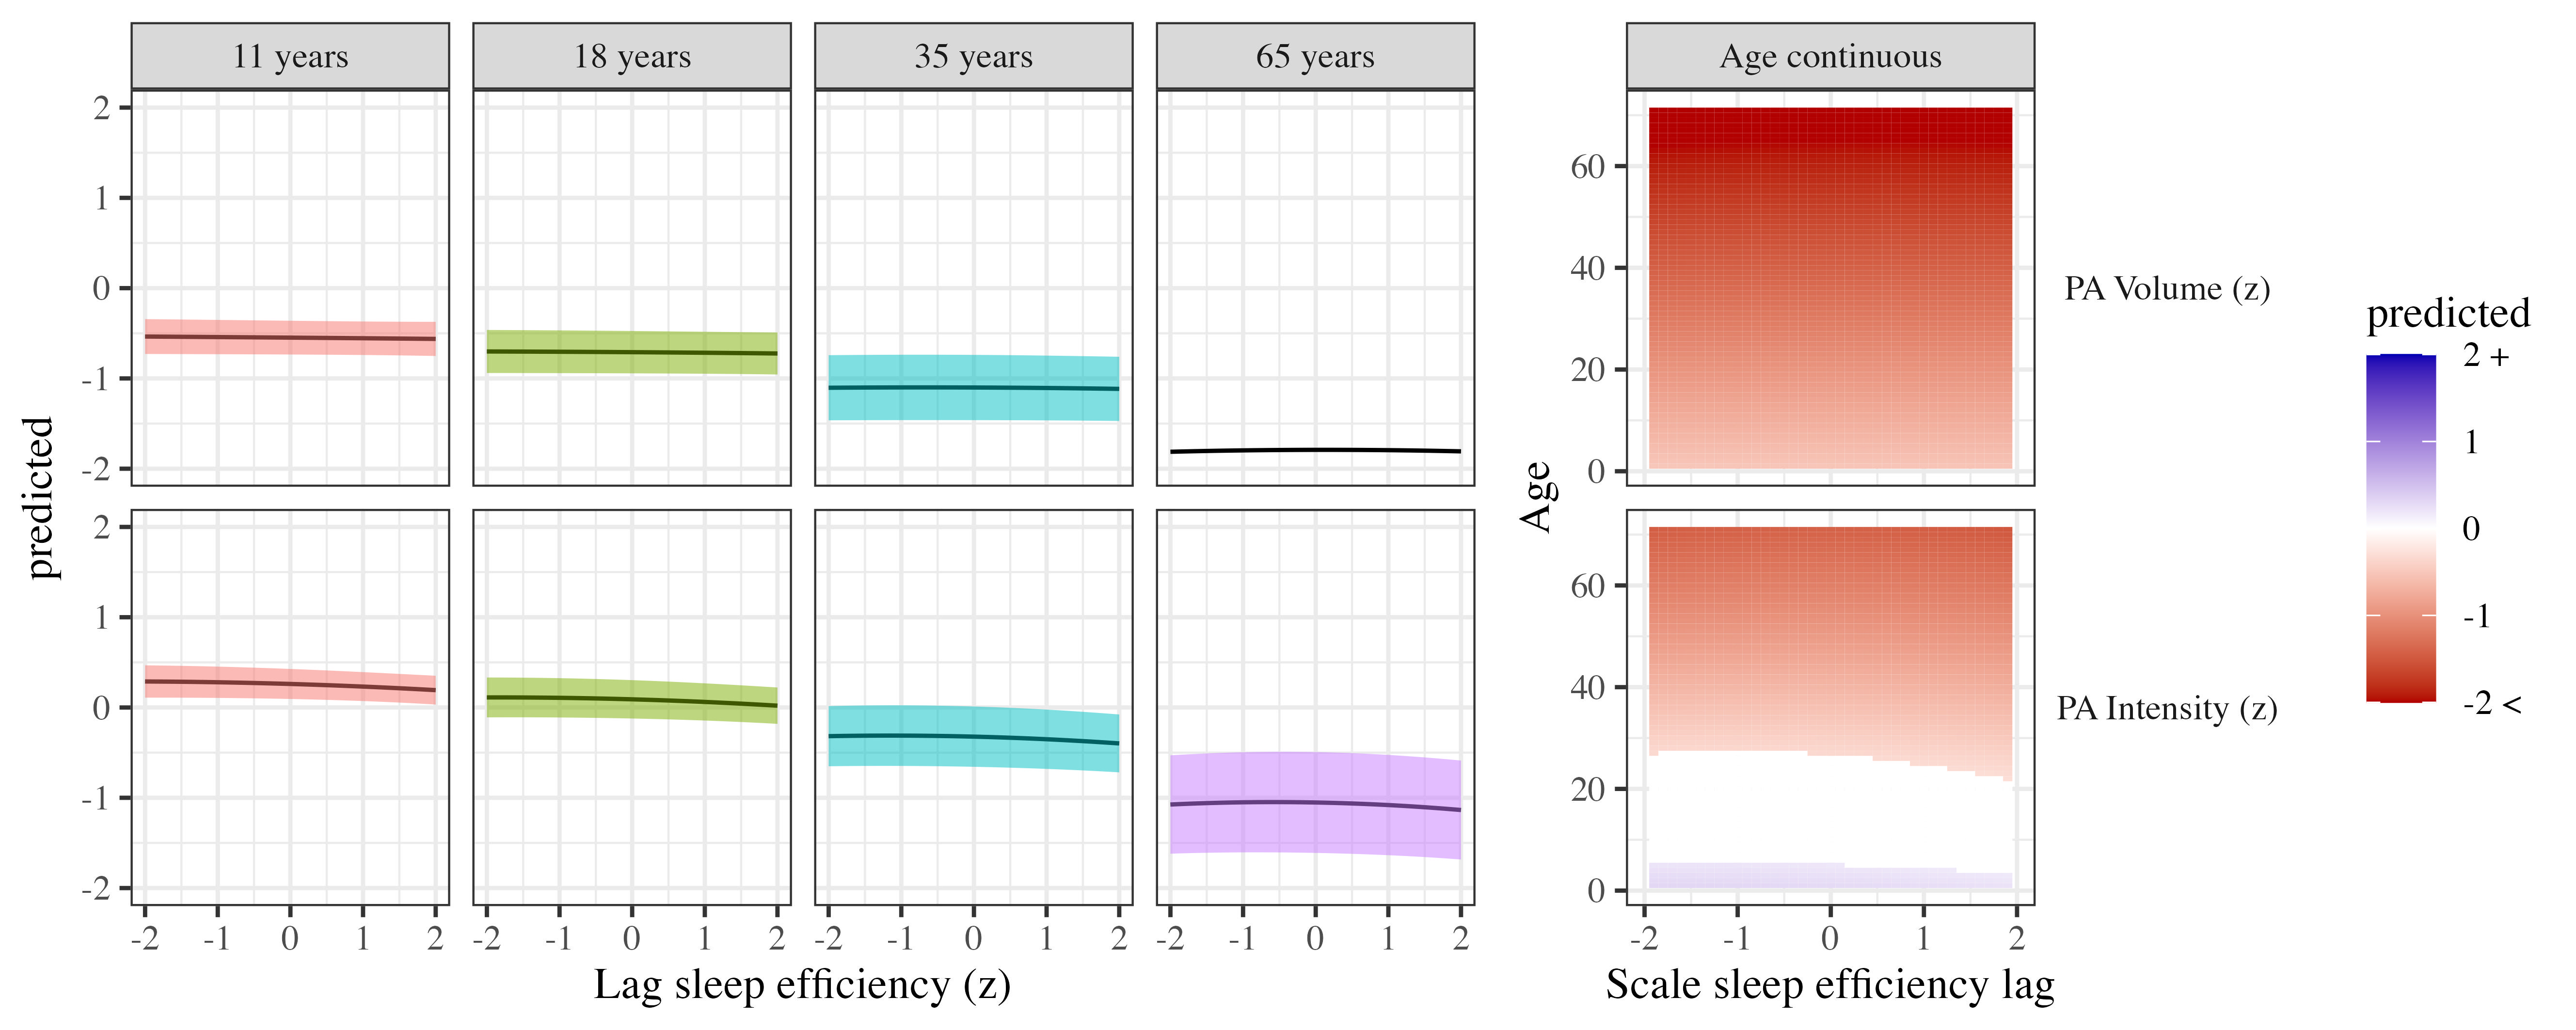 11 years 18 years 35 years 65 years Age continuous
2
1
0
-1
-2
2
1
0
-1
-2
predicted
-2 -1 0 1 2 -2 -1 0 1 2 -2 -1 0 1 2 -2 -1 0 1 2
Lag sleep efficiency (z)
60
40
20
0
60
40
20
0
Age
-2 -1 0 1 2
Scale sleep efficiency lag
PA Volume (z)
PA Intensity (z)
predicted
2 +
1
0
-1
-2 <